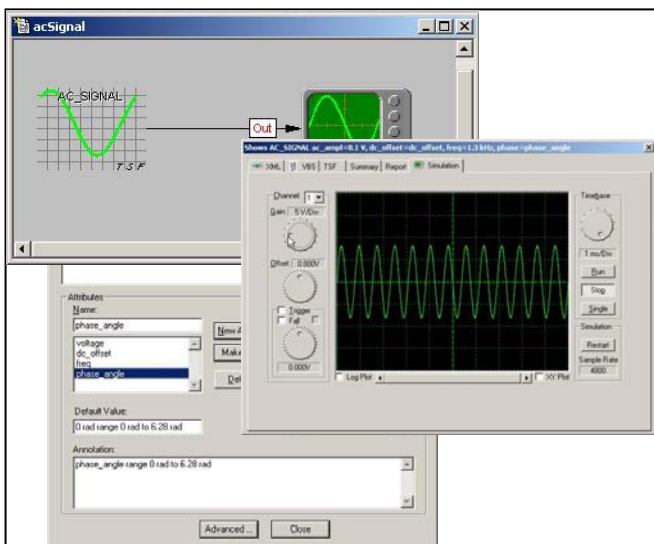 acSignal
AC_SIGNAL
TSF
Out
Shows AC_SIGNAL ac_ampl=8.1 V, dc_offset=dc_offset, freq=1.3 kHz, phase=phase_angle
XML VBS TSF Summary Report Simulation
Channel 1
Gain 5 V/Div
Offset 0.000V
Trigger
Fall
0.000V
Log Plot
XY Plot
Timebase
1 ms/Div
Run
Stop
Single
Simulation
Restart
Sample Rate
4800
Attributes
Name:
phase_angle
voltage
dc_offset
freq
phase_angle
Default Value:
0 rad range 0 rad to 6.28 rad
Annotation:
phase_angle range 0 rad to 6.28 rad
Advanced... Close